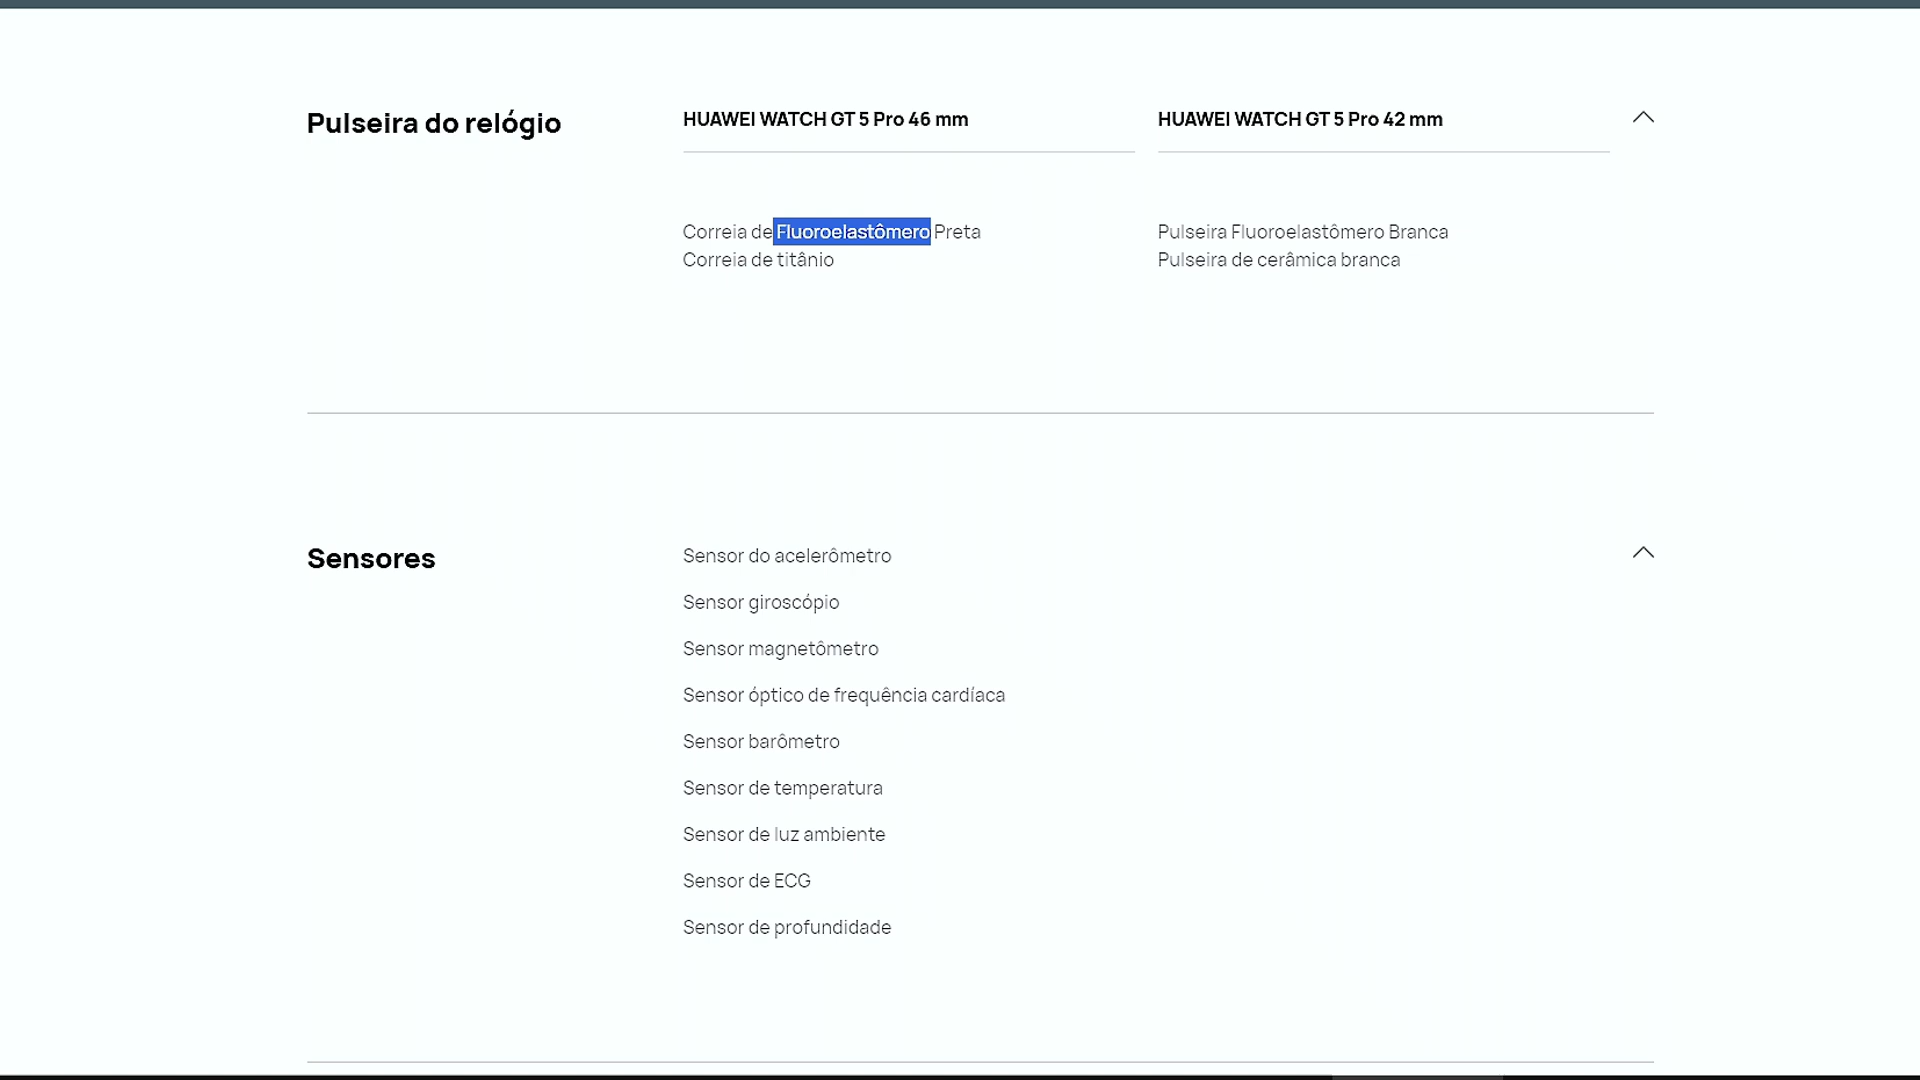 Pulseira do relógio
HUAWEI WATCH GT 5 Pro 46 mm
HUAWEI WATCH GT 5 Pro 42 mm
Correia de Fluoroelastômero Preta
Correia de titânio
Pulseira Fluoroelastômero Branca
Pulseira de cerâmica branca
Sensores
Sensor do acelerômetro
Sensor giroscópio
Sensor magnetômetro
Sensor óptico de frequência cardíaca
Sensor barômetro
Sensor de temperatura
Sensor de luz ambiente
Sensor de ECG
Sensor de profundidade